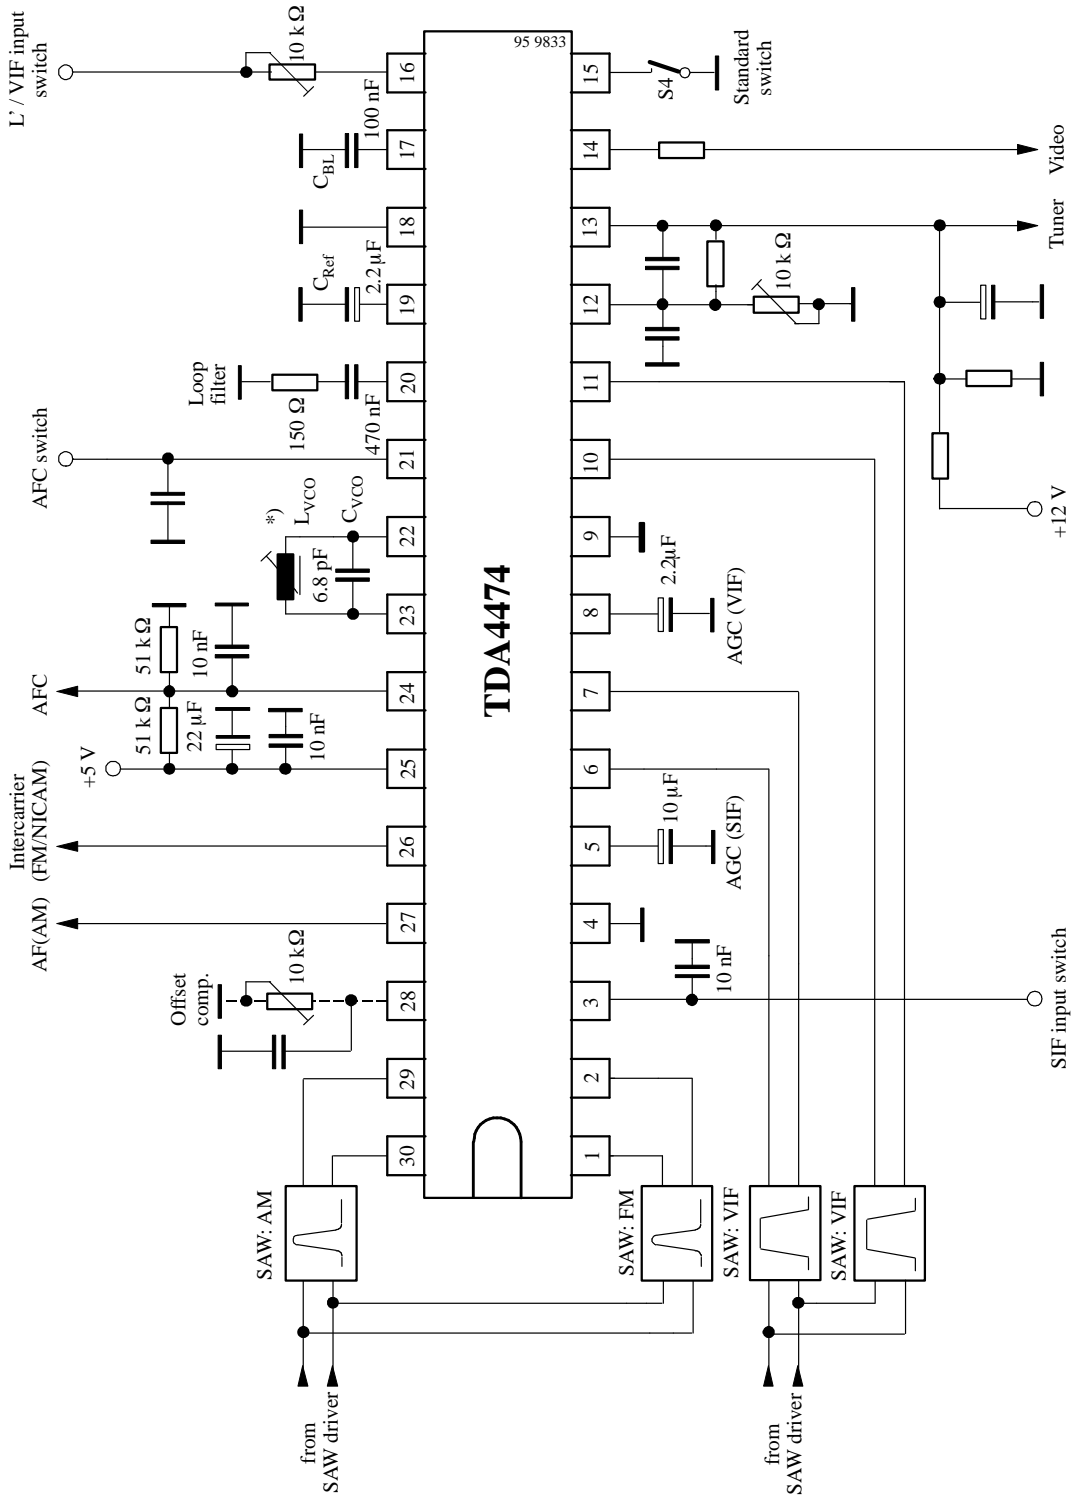 L' / VIF input
switch
10 kΩ
100 nF
C_BL
C_Ref
2.2 µF
Loop
filter
150 Ω
470 nF
AFC switch
*)
L_VCO
C_VCO
6.8 pF
51 kΩ
10 nF
AFC
51 kΩ
22 µF
10 nF
+5 V
Intercarrier
(FM/NICAM)
AF(AM)
Offset
comp.
10 kΩ
SAW: AM
from
SAW driver
16
17
18
19
20
21
22
23
24
25
26
27
28
29
30
95 9833
TDA4474
15
14
13
12
11
10
9
8
7
6
5
4
3
2
1
S4
Standard
switch
Video
Tuner
10 kΩ
+12 V
2.2µF
AGC (VIF)
10 µF
AGC (SIF)
10 nF
SIF input switch
SAW: FM
SAW: VIF
SAW: VIF
from
SAW driver